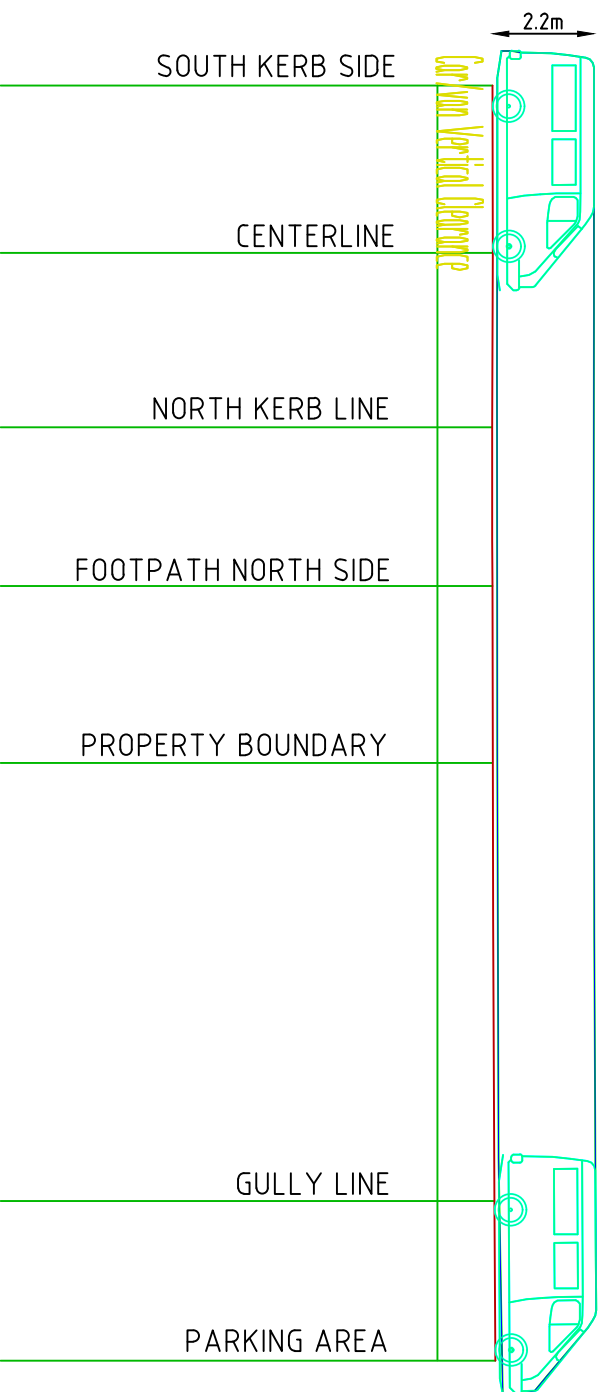 2.2m
SOUTH KERB SIDE
Car/van Vertical Clearance
CENTERLINE
NORTH KERB LINE
FOOTPATH NORTH SIDE
PROPERTY BOUNDARY
GULLY LINE
PARKING AREA